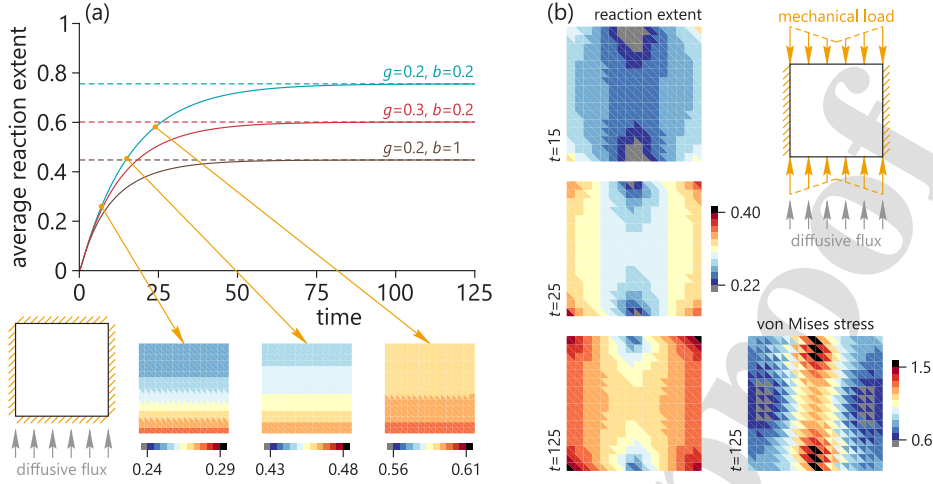 (a)
1
0.8
0.6
0.4
0.2
0
average reaction extent
g=0.2, b=0.2
g=0.3, b=0.2
g=0.2, b=1
0 25 50 75 100 125
time
diffusive flux
0.24 0.29
0.43 0.48
0.56 0.61
(b)
reaction extent
t=15
t=25
0.40
0.22
t=125
mechanical load
diffusive flux
von Mises stress
t=125
1.5
0.6
proof